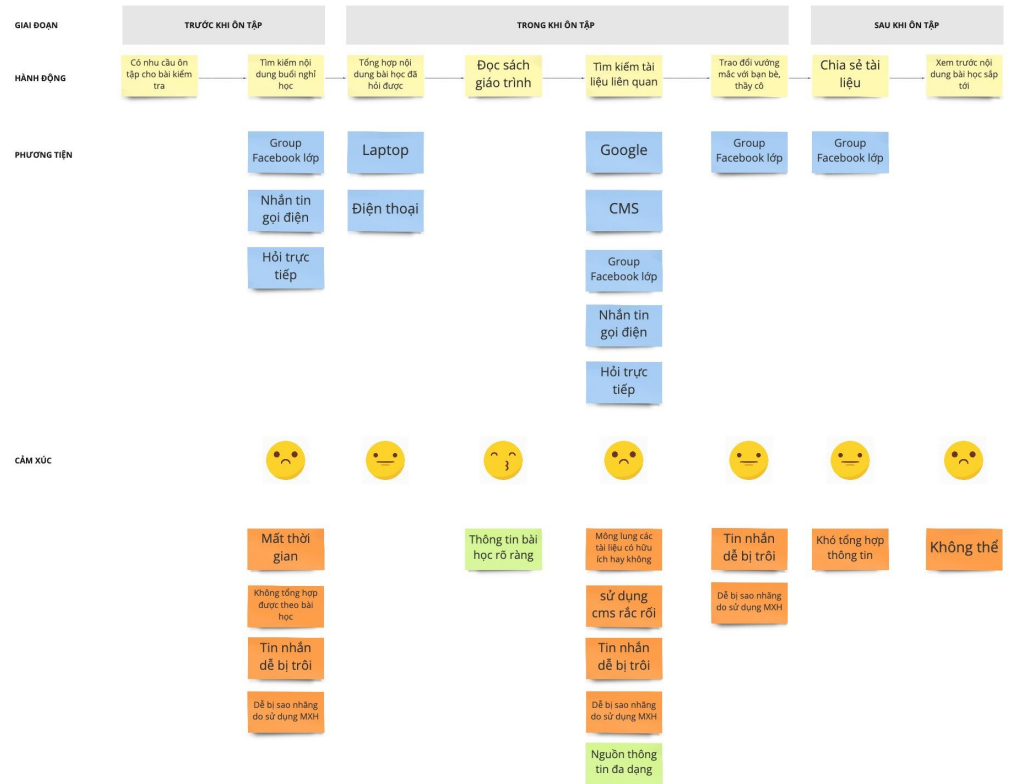 GIAI ĐOẠN
TRƯỚC KHI ÔN TẬP
TRONG KHI ÔN TẬP
SAU KHI ÔN TẬP
HÀNH ĐỘNG
Có nhu cầu ôn
tập cho bài kiểm
tra
Tìm kiếm nội
dung buổi nghỉ
học
Tổng hợp nội
dung bài học đã
hỏi được
Đọc sách
giáo trình
Tìm kiếm tài
liệu liên quan
Trao đổi vướng
mắc với bạn bè,
thầy cô
Chia sẻ tài
liệu
Xem trước nội
dung bài học sắp
tới
PHƯƠNG TIỆN
Group
Facebook lớp
Nhắn tin
gọi điện
Hỏi trực
tiếp
Laptop
Điện thoại
Google
CMS
Group
Facebook lớp
Nhắn tin
gọi điện
Hỏi trực
tiếp
Group
Facebook lớp
Group
Facebook lớp
CẢM XÚC
Mất thời
gian
Không tổng hợp
được theo bài
học
Tin nhắn
dễ bị trôi
Dễ bị sao nhãng
do sử dụng MXH
Thông tin bài
học rõ ràng
Mông lung các
tài liệu có hữu
ích hay không
sử dụng
cms rắc rối
Tin nhắn
dễ bị trôi
Dễ bị sao nhãng
do sử dụng MXH
Nguồn thông
tin đa dạng
Tin nhắn
dễ bị trôi
Dễ bị sao nhãng
do sử dụng MXH
Khó tổng hợp
thông tin
Không thể